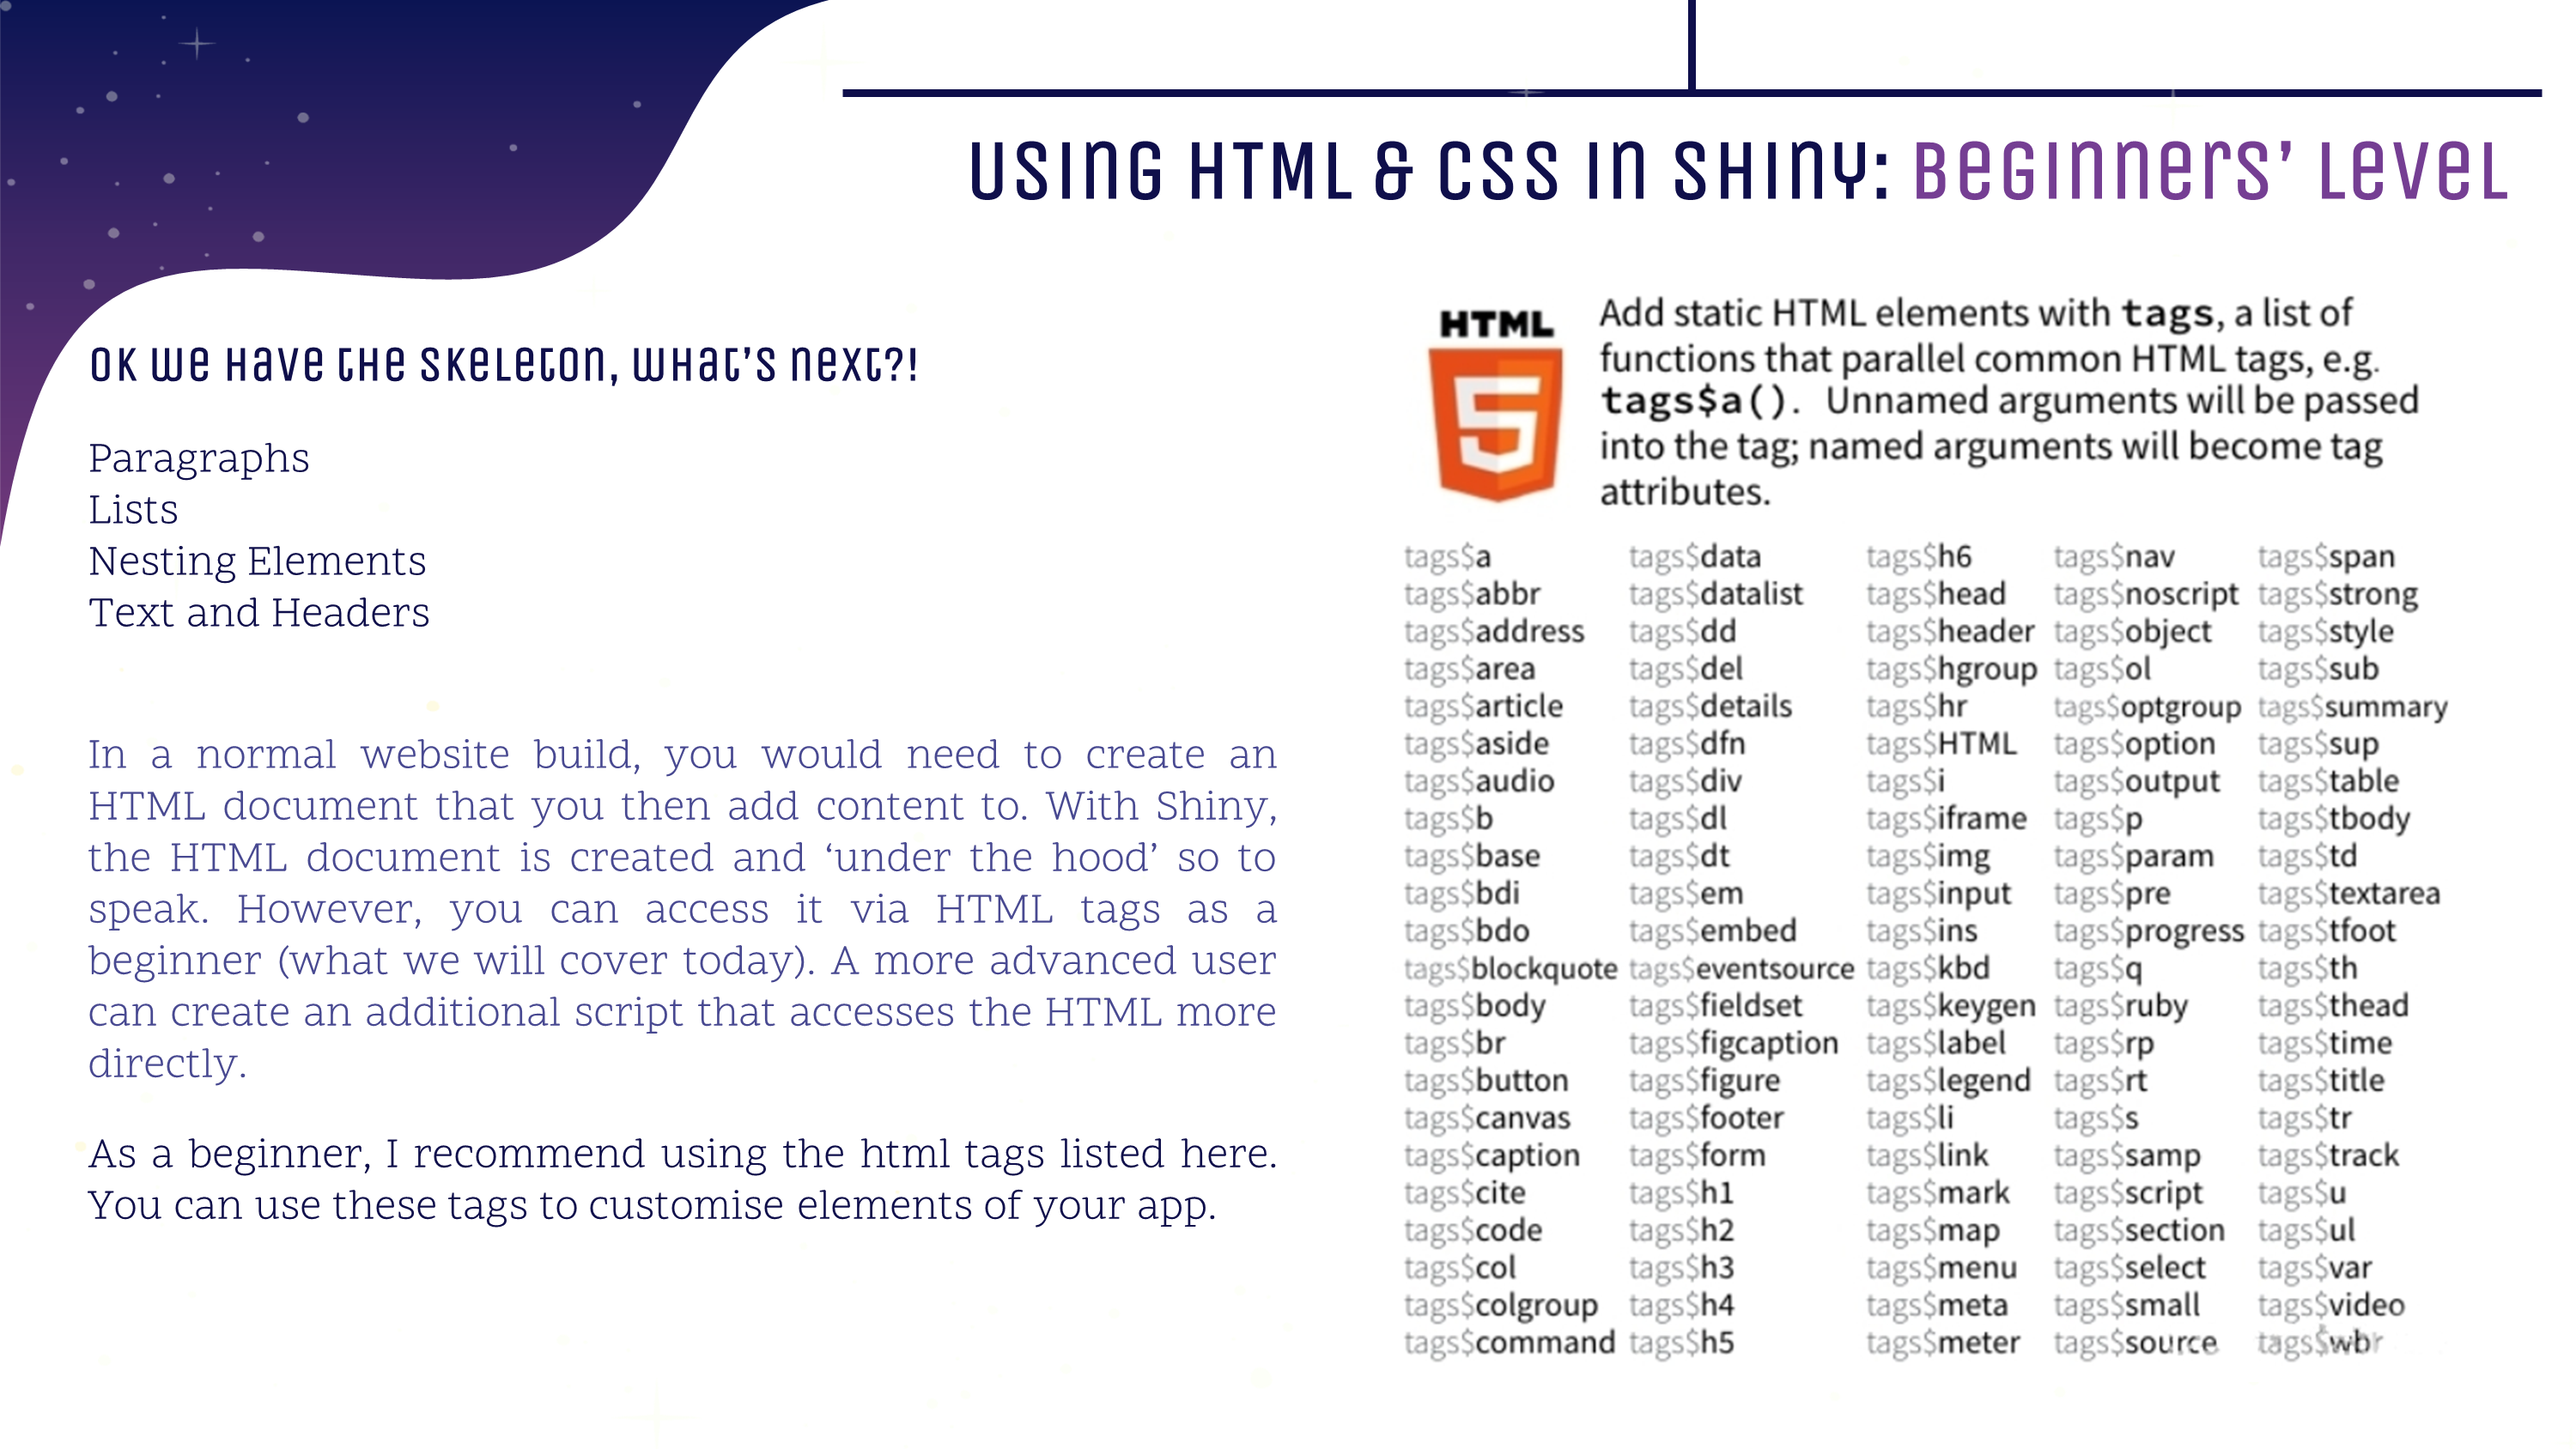 USING HTML & CSS IN SHINY: BEGINNERS’ LEVEL
OK WE HAVE THE SKELETON, WHAT’S NEXT?!
Paragraphs
Lists
Nesting Elements
Text and Headers
In a normal website build, you would need to create an
HTML document that you then add content to. With Shiny,
the HTML document is created and ‘under the hood’ so to
speak. However, you can access it via HTML tags as a
beginner (what we will cover today). A more advanced user
can create an additional script that accesses the HTML more
directly.
As a beginner, I recommend using the html tags listed here.
You can use these tags to customise elements of your app.
HTML
5
Add static HTML elements with tags, a list of
functions that parallel common HTML tags, e.g.
tags$a(). Unnamed arguments will be passed
into the tag; named arguments will become tag
attributes.
tags$a tags$data tags$h6 tags$nav tags$span
tags$abbr tags$datalist tags$head tags$noscript tags$strong
tags$address tags$dd tags$header tags$object tags$style
tags$area tags$del tags$hgroup tags$ol tags$sub
tags$article tags$details tags$hr tags$optgroup tags$summary
tags$aside tags$dfn tags$HTML tags$option tags$sup
tags$audio tags$div tags$i tags$output tags$table
tags$b tags$dl tags$iframe tags$p tags$tbody
tags$base tags$dt tags$img tags$param tags$td
tags$bdi tags$em tags$input tags$pre tags$textarea
tags$bdo tags$embed tags$ins tags$progress tags$tfoot
tags$blockquote tags$eventsource tags$kbd tags$q tags$th
tags$body tags$fieldset tags$keygen tags$ruby tags$thead
tags$br tags$figcaption tags$label tags$rp tags$time
tags$button tags$figure tags$legend tags$rt tags$title
tags$canvas tags$footer tags$li tags$s tags$tr
tags$caption tags$form tags$link tags$samp tags$track
tags$cite tags$h1 tags$mark tags$script tags$u
tags$code tags$h2 tags$map tags$section tags$ul
tags$col tags$h3 tags$menu tags$select tags$var
tags$colgroup tags$h4 tags$meta tags$small tags$video
tags$command tags$h5 tags$meter tags$source tags$wbr